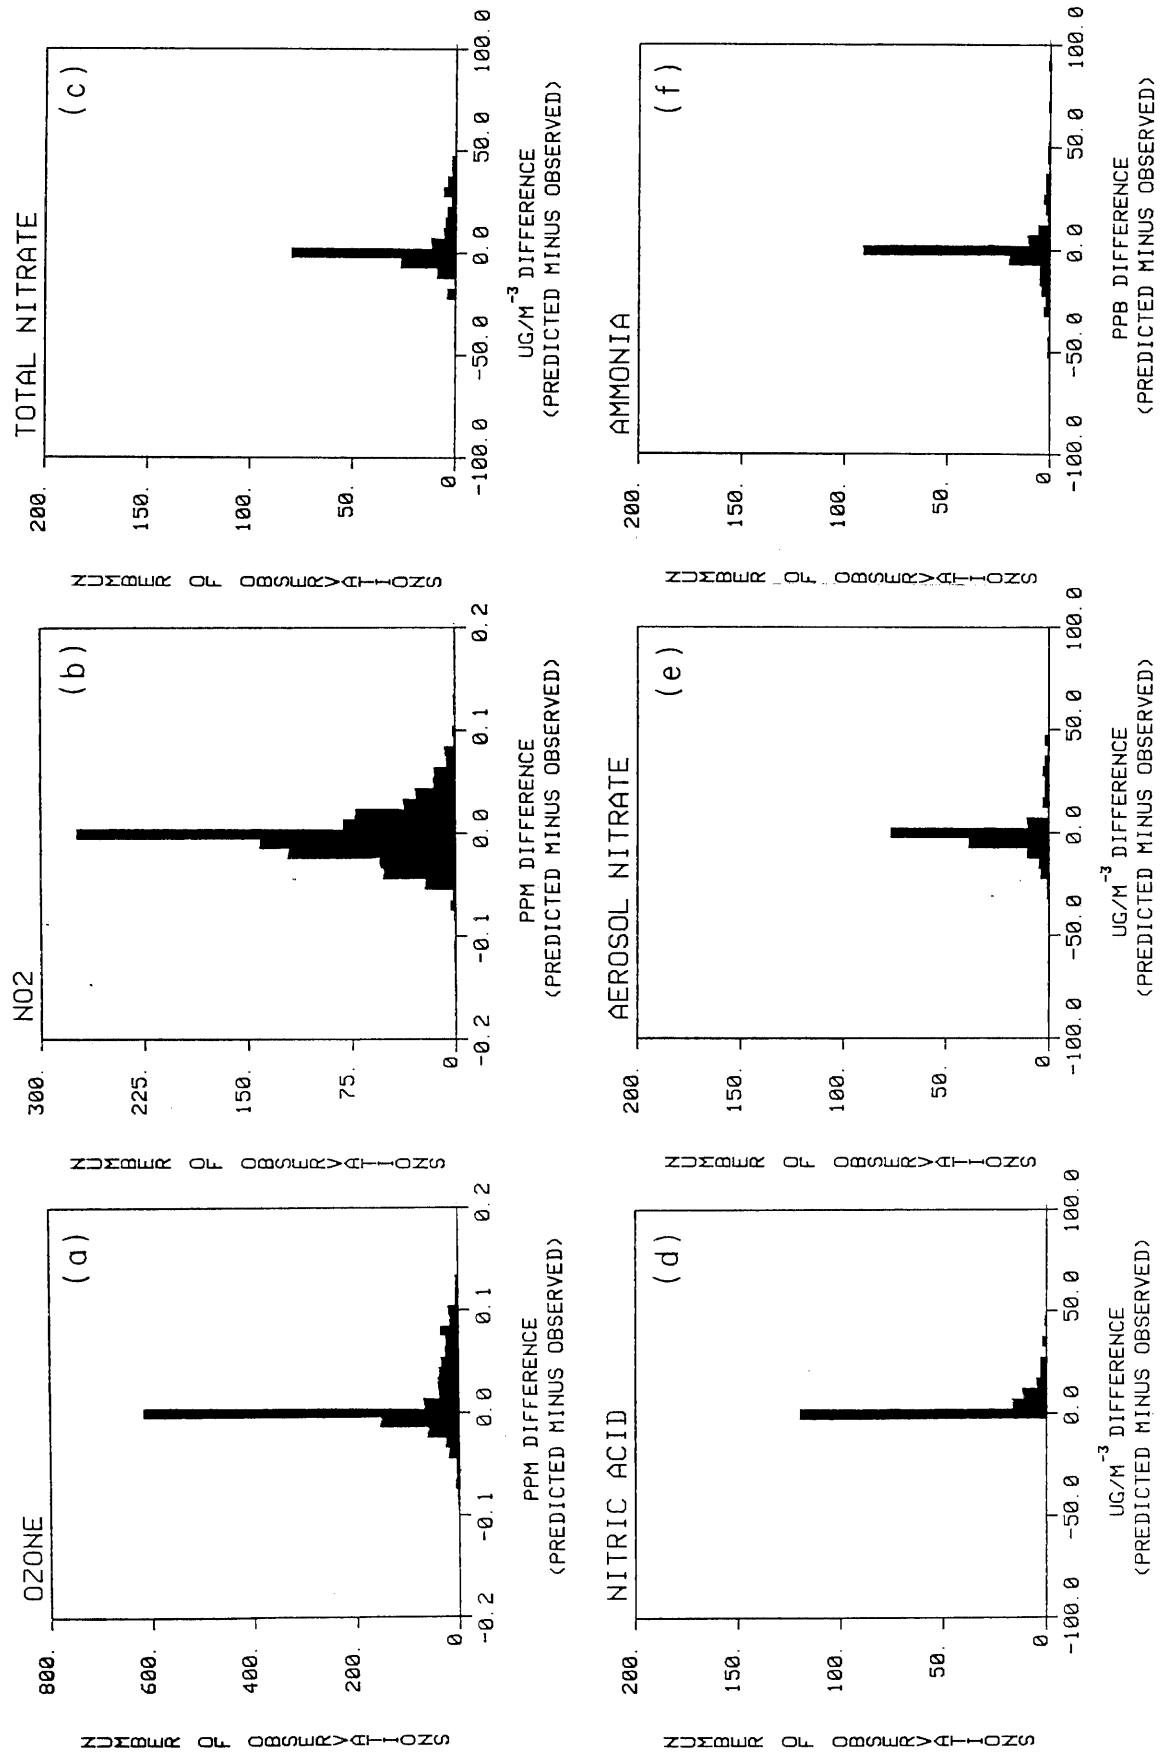 OZONE
(a)
NUMBER OF OBSERVATIONS
800.
600.
400.
200.
0
-0.2
-0.1
0.0
0.1
0.2
PPM DIFFERENCE
(PREDICTED MINUS OBSERVED)
NO2
(b)
NUMBER OF OBSERVATIONS
300.
225.
150.
75.
0
-0.2
-0.1
0.0
0.1
0.2
PPM DIFFERENCE
(PREDICTED MINUS OBSERVED)
TOTAL NITRATE
(c)
NUMBER OF OBSERVATIONS
200.
150.
100.
50.
0
-100.0
-50.0
0.0
50.0
100.0
UG/M-3 DIFFERENCE
(PREDICTED MINUS OBSERVED)
NITRIC ACID
(d)
NUMBER OF OBSERVATIONS
200.
150.
100.
50.
0
-100.0
-50.0
0.0
50.0
100.0
UG/M-3 DIFFERENCE
(PREDICTED MINUS OBSERVED)
AEROSOL NITRATE
(e)
NUMBER OF OBSERVATIONS
200.
150.
100.
50.
0
-100.0
-50.0
0.0
50.0
100.0
UG/M-3 DIFFERENCE
(PREDICTED MINUS OBSERVED)
AMMONIA
(f)
NUMBER OF OBSERVATIONS
200.
150.
100.
50.
0
-100.0
-50.0
0.0
50.0
100.0
PPB DIFFERENCE
(PREDICTED MINUS OBSERVED)